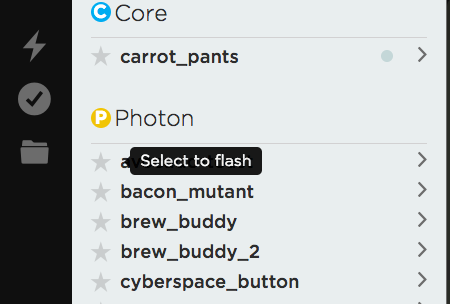 C Core
carrot_pants
P Photon
Select to flash
bacon_mutant
brew_buddy
brew_buddy_2
cyberspace_button